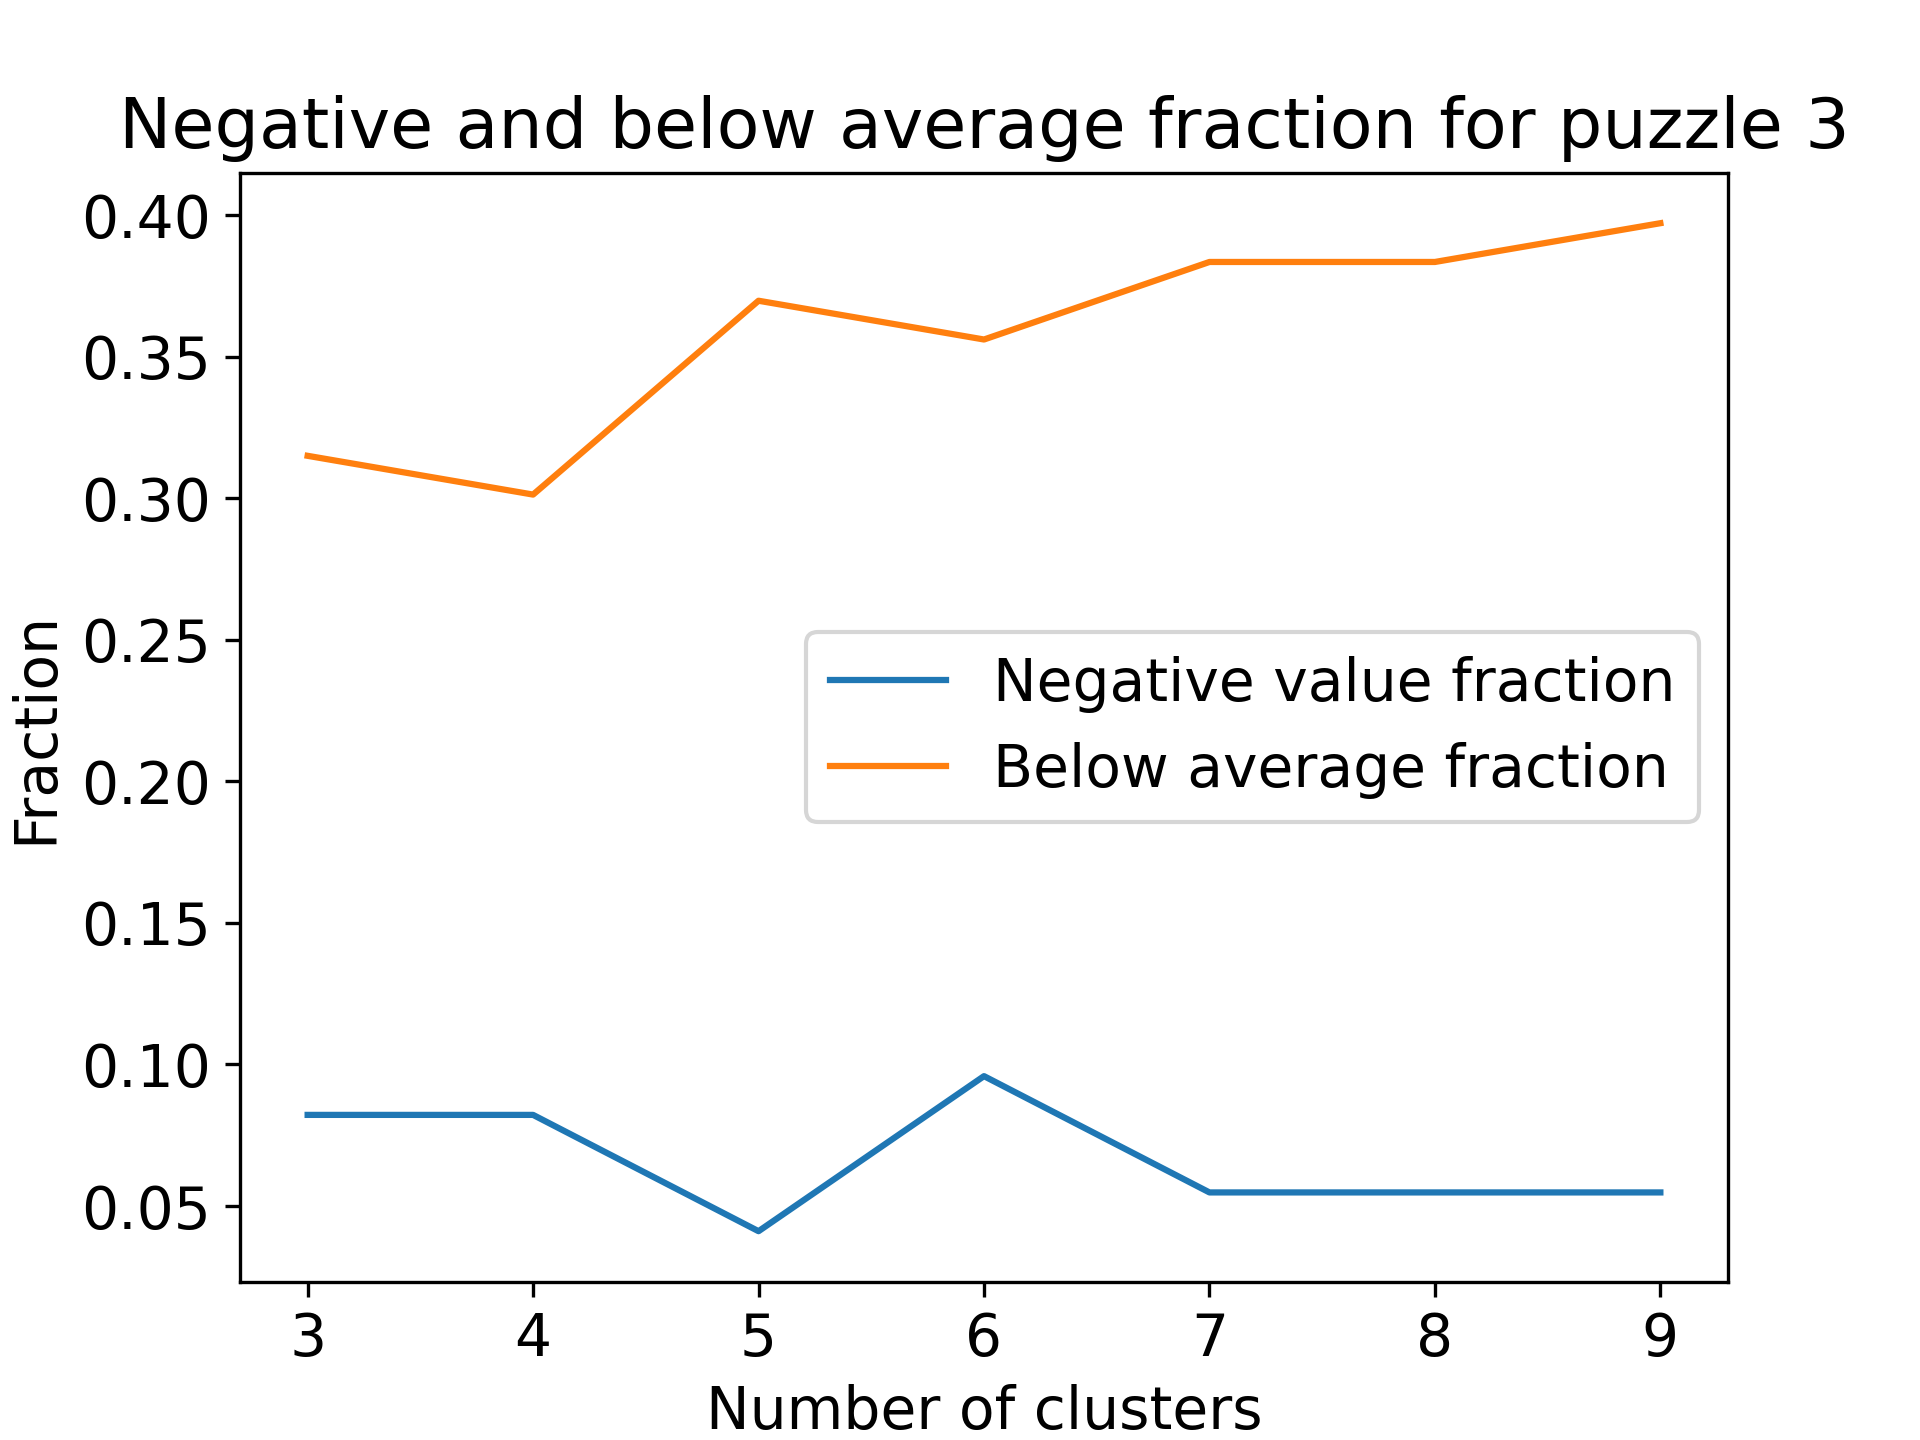 Negative and below average fraction for puzzle 3
0.40
0.35
0.30
0.25
0.20
0.15
0.10
0.05
Fraction
Negative value fraction
Below average fraction
3 4 5 6 7 8 9
Number of clusters